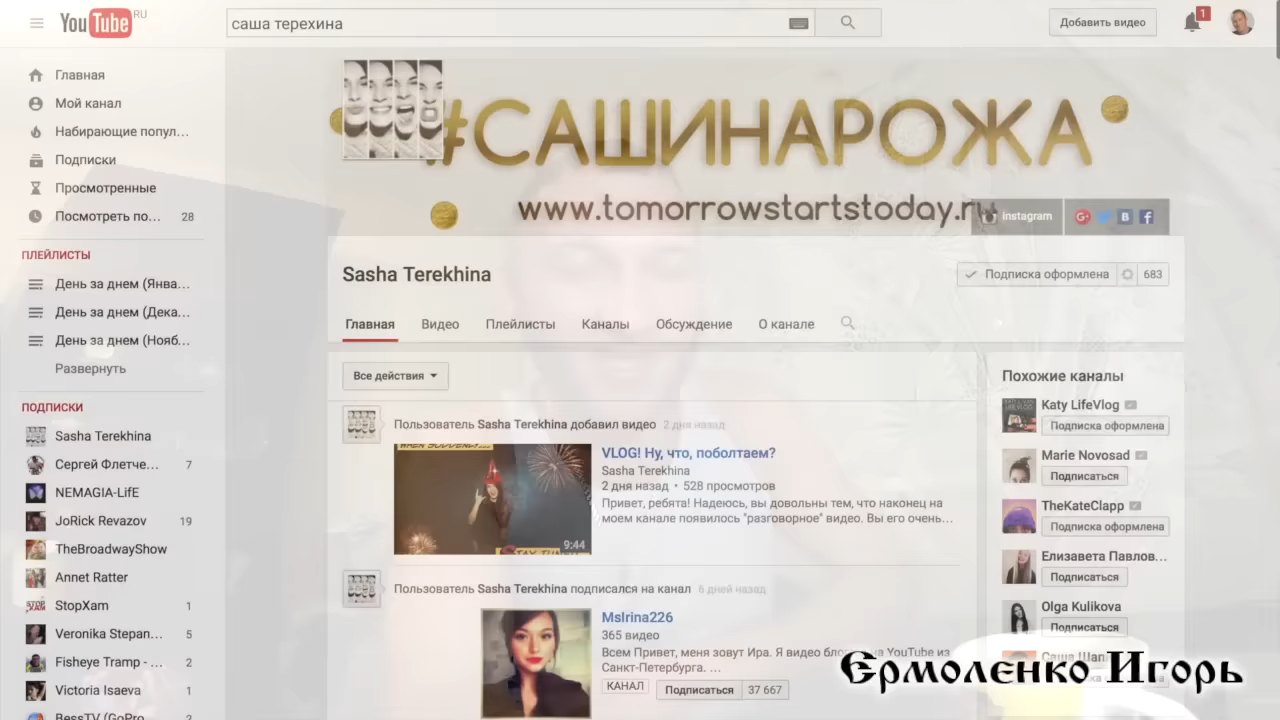 YouTube RU
саша терехина
Добавить видео
1
Главная
Мой канал
Набирающие попул...
Подписки
Просмотренные
Посмотреть по... 28
ПЛЕЙЛИСТЫ
День за днем (Янва...
День за днем (Дека...
День за днем (Нояб...
Развернуть
ПОДПИСКИ
Sasha Terekhina
Сергей Флетче... 7
NEMAGIA-LifE
JoRick Revazov 19
TheBroadwayShow
Annet Ratter
StopXam 1
Veronika Stepan... 5
Fisheye Tramp - ... 2
Victoria Isaeva 1
BessTV (GoPro 2
#САШИНАРОЖА
www.tomorrowstartstoday.ru
instagram
Sasha Terekhina
Подписка оформлена 683
Главная Видео Плейлисты Каналы Обсуждение О канале
Все действия
Пользователь Sasha Terekhina добавил видео 2 дня назад
WHEN SUDDENLY...
9:44
VLOG! Ну, что, поболтаем?
Sasha Terekhina
2 дня назад • 528 просмотров
Привет, ребята! Надеюсь, вы довольны тем, что наконец на
моем канале появилось "разговорное" видео. Вы его очень...
Пользователь Sasha Terekhina подписался на канал 6 дней назад
MsIrina226
365 видео
Всем Привет, меня зовут Ира. Я видео на YouTube из
Санкт-Петербурга. ...
КАНАЛ Подписаться 37 667
Похожие каналы
Katy LifeVlog
Подписка оформлена
Marie Novosad
Подписаться
TheKateClapp
Подписка оформлена
Елизавета Павлов...
Подписаться
Olga Kulikova
Подписаться
Саша
Ермоленко Игорь